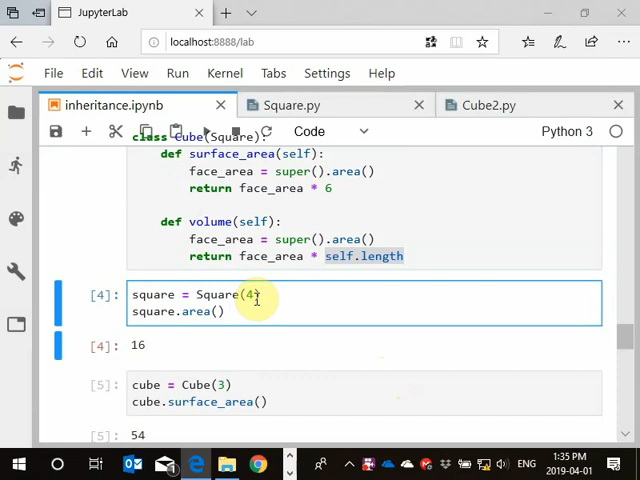 JupyterLab
localhost:8888/lab
File Edit View Run Kernel Tabs Settings Help
inheritance.ipynb Square.py Cube2.py
Code Python 3
class Cube(Square):
def surface_area(self):
face_area = super().area()
return face_area * 6
def volume(self):
face_area = super().area()
return face_area * self.length
[4]: square = Square(4)
square.area()
[4]: 16
[5]: cube = Cube(3)
cube.surface_area()
[5]: 54
ENG 1:35 PM
2019-04-01